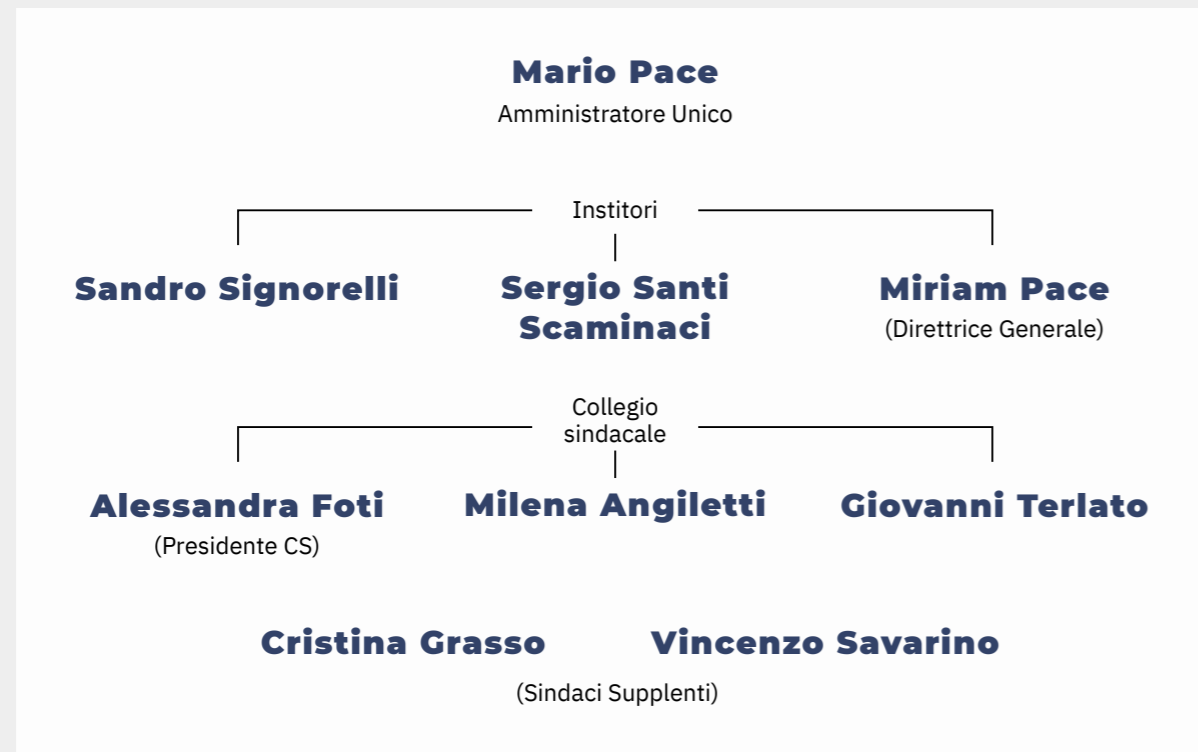 Mario Pace
Amministratore Unico
Institori
Sandro Signorelli
Sergio Santi
Scaminaci
Miriam Pace
(Direttrice Generale)
Collegio
sindacale
Alessandra Foti
(Presidente CS)
Milena Angiletti
Giovanni Terlato
Cristina Grasso
Vincenzo Savarino
(Sindaci Supplenti)